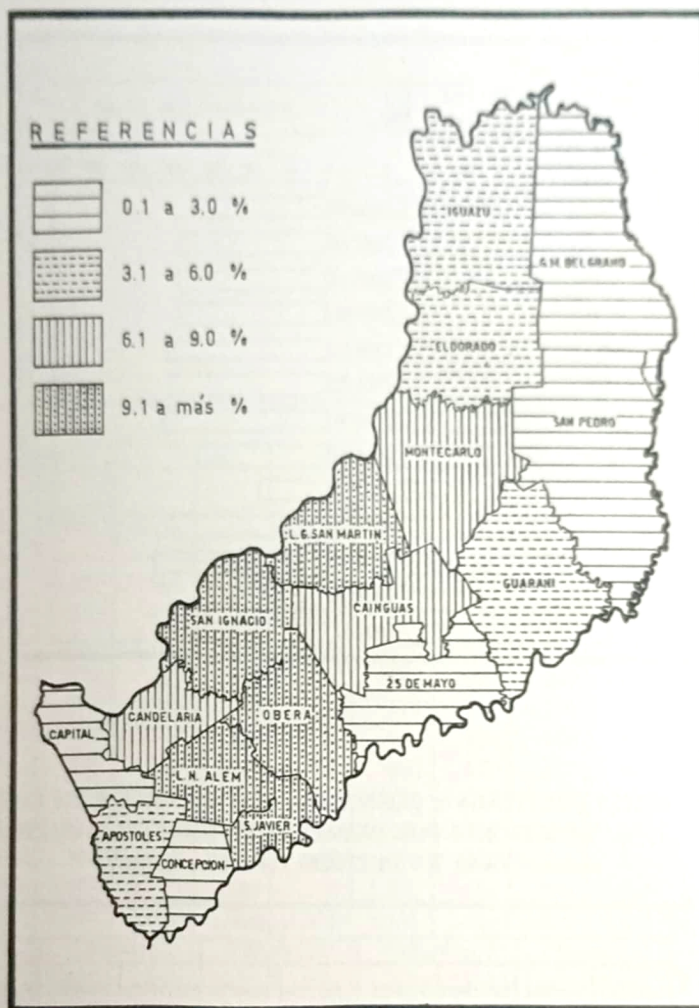 REFERENCIAS
0.1 a 3.0 %
3.1 a 6.0 %
6.1 a 9.0 %
9.1 a más %
IGUAZU
G.M. BELGRANO
ELDORADO
SAN PEDRO
MONTECARLO
L.G. SAN MARTIN
GUARANI
CAINGUAS
SAN IGNACIO
25 DE MAYO
CANDELARIA
OBERA
CAPITAL
L.N. ALEM
S. JAVIER
APOSTOLES
CONCEPCION